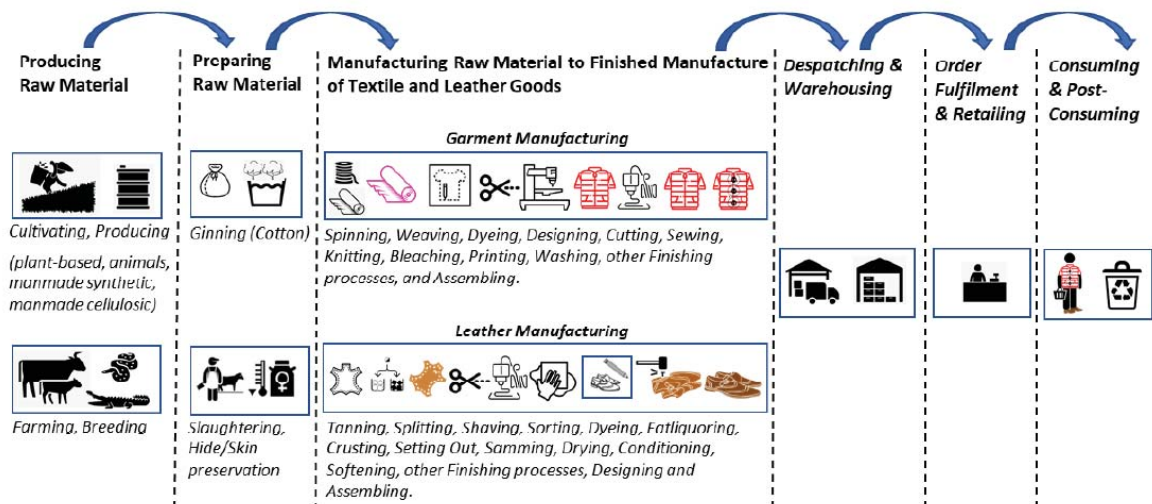 Producing
Raw Material
Preparing
Raw Material
Manufacturing Raw Material to Finished Manufacture
of Textile and Leather Goods
Despatching &
Warehousing
Order
Fulfilment
& Retailing
Consuming
& Post-
Consuming
Garment Manufacturing
Cultivating, Producing
(plant-based, animals,
manmade synthetic,
manmade cellulosic)
Ginning (Cotton)
Spinning, Weaving, Dyeing, Designing, Cutting, Sewing,
Knitting, Bleaching, Printing, Washing, other Finishing
processes, and Assembling.
Leather Manufacturing
Farming, Breeding
Slaughtering,
Hide/Skin
preservation
Tanning, Splitting, Shaving, Sorting, Dyeing, Fatliquoring,
Crusting, Setting Out, Samming, Drying, Conditioning,
Softening, other Finishing processes, Designing and
Assembling.